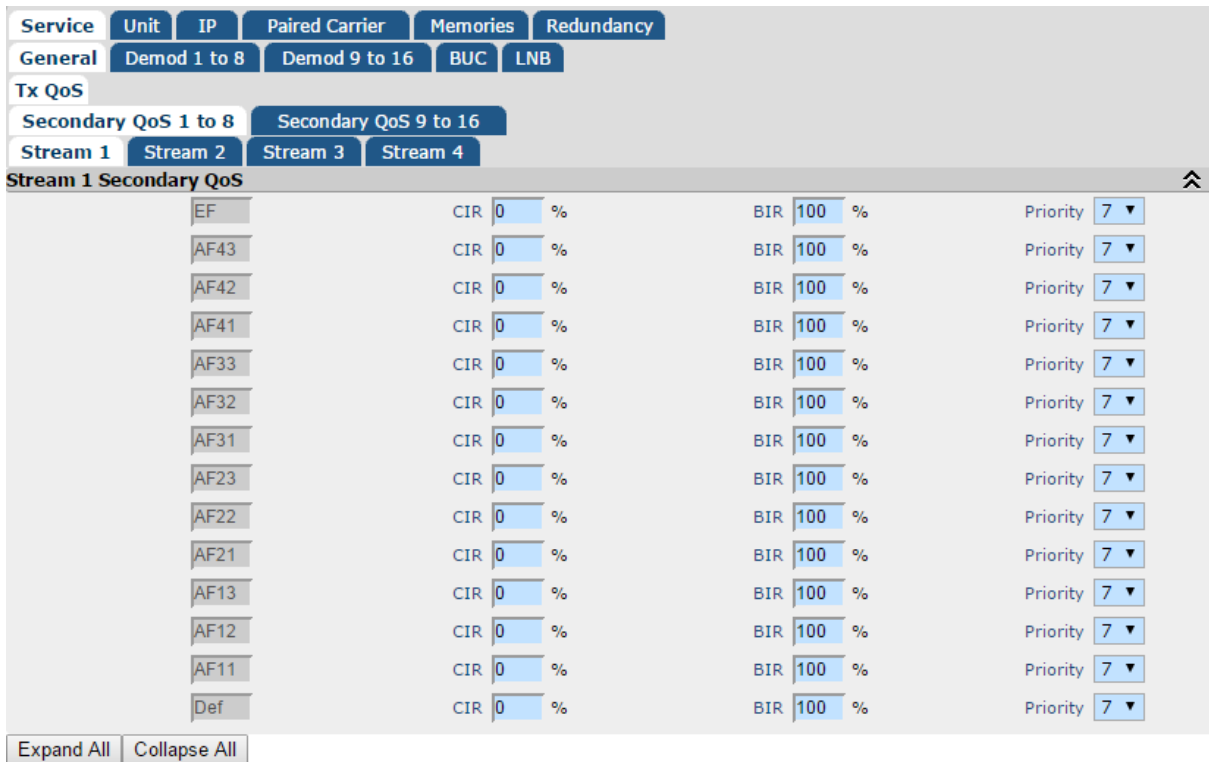 Service Unit IP Paired Carrier Memories Redundancy
General Demod 1 to 8 Demod 9 to 16 BUC LNB
Tx QoS
Secondary QoS 1 to 8 Secondary QoS 9 to 16
Stream 1 Stream 2 Stream 3 Stream 4
Stream 1 Secondary QoS
EF CIR 0 % BIR 100 % Priority 7
AF43 CIR 0 % BIR 100 % Priority 7
AF42 CIR 0 % BIR 100 % Priority 7
AF41 CIR 0 % BIR 100 % Priority 7
AF33 CIR 0 % BIR 100 % Priority 7
AF32 CIR 0 % BIR 100 % Priority 7
AF31 CIR 0 % BIR 100 % Priority 7
AF23 CIR 0 % BIR 100 % Priority 7
AF22 CIR 0 % BIR 100 % Priority 7
AF21 CIR 0 % BIR 100 % Priority 7
AF13 CIR 0 % BIR 100 % Priority 7
AF12 CIR 0 % BIR 100 % Priority 7
AF11 CIR 0 % BIR 100 % Priority 7
Def CIR 0 % BIR 100 % Priority 7
Expand All Collapse All